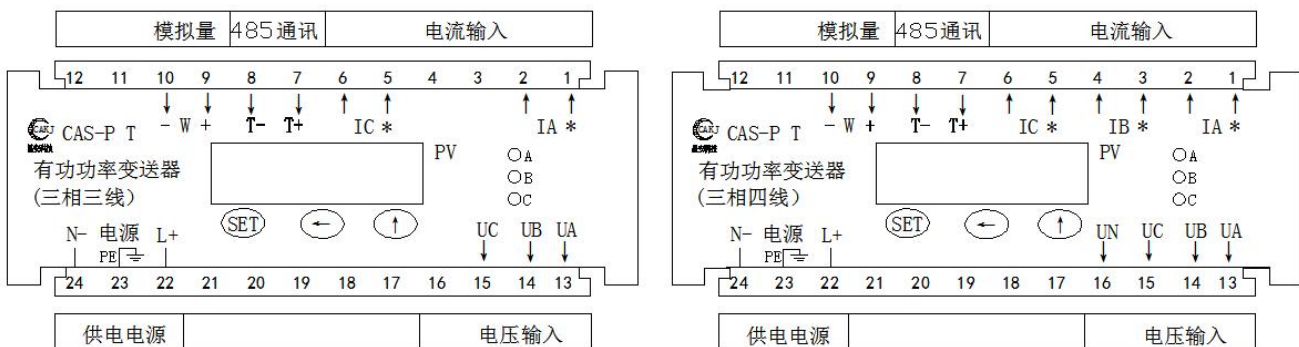 模拟量 485通讯 电流输入
12 11 10 9 8 7 6 5 4 3 2 1
- W + T- T+ IC * IA *
CAKJ CAS-P T
PV
有功功率变送器
(三相三线)
A
B
C
SET ← ↑
N- 电源 L+ UC UB UA
PE
24 23 22 21 20 19 18 17 16 15 14 13
供电电源 电压输入
模拟量 485通讯 电流输入
12 11 10 9 8 7 6 5 4 3 2 1
- W + T- T+ IC * IB * IA *
CAKJ CAS-P T
PV
有功功率变送器
(三相四线)
A
B
C
SET ← ↑
N- 电源 L+ UN UC UB UA
PE
24 23 22 21 20 19 18 17 16 15 14 13
供电电源 电压输入